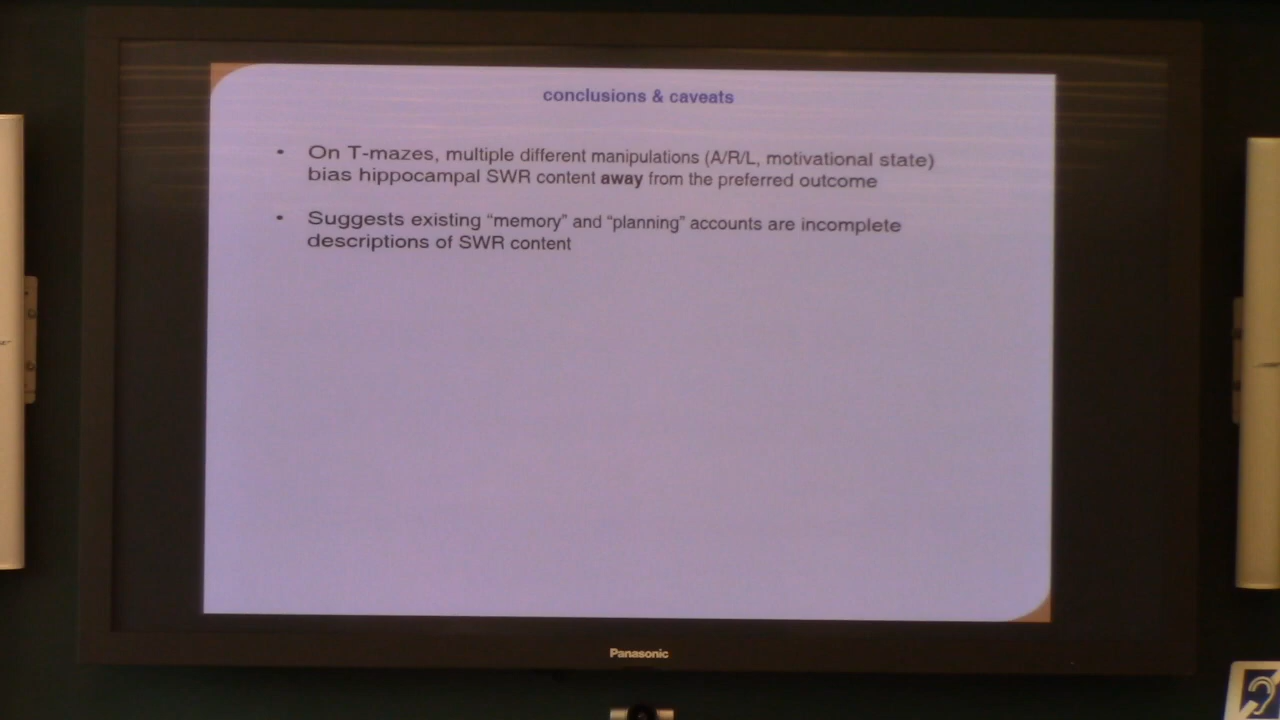 conclusions & caveats
• On T-mazes, multiple different manipulations (A/R/L, motivational state)
bias hippocampal SWR content away from the preferred outcome
• Suggests existing “memory” and “planning” accounts are incomplete
descriptions of SWR content
Panasonic